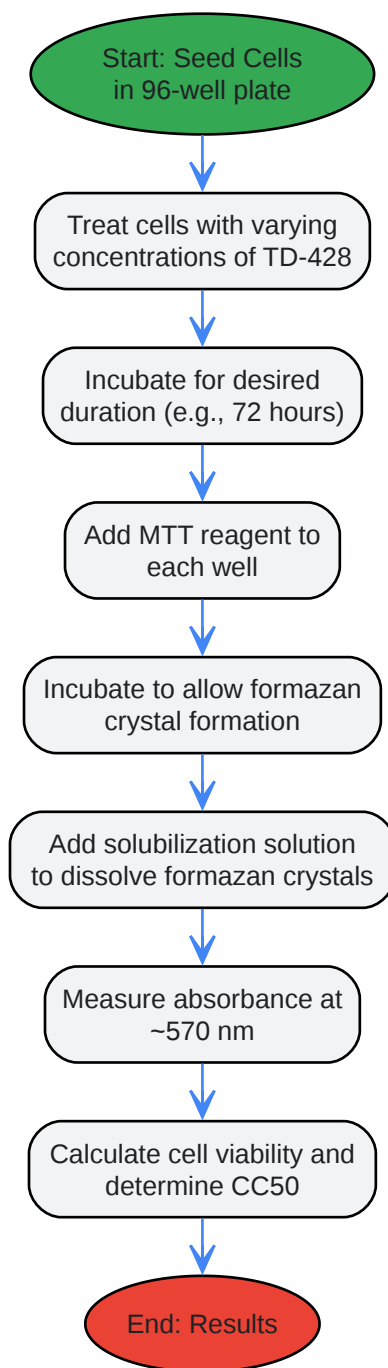 Start: Seed Cells
in 96-well plate
Treat cells with varying
concentrations of TD-428
Incubate for desired
duration (e.g., 72 hours)
Add MTT reagent to
each well
Incubate to allow formazan
crystal formation
Add solubilization solution
to dissolve formazan crystals
Measure absorbance at
~570 nm
Calculate cell viability and
determine CC50
End: Results